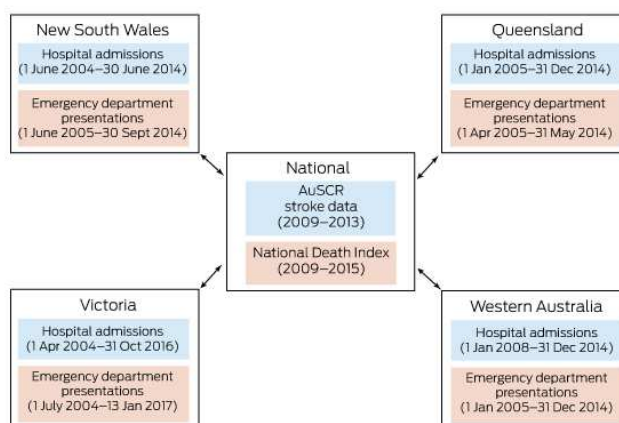 New South Wales
Hospital admissions
(1 June 2004–30 June 2014)
Emergency department
presentations
(1 June 2005–30 Sept 2014)
Queensland
Hospital admissions
(1 Jan 2005–31 Dec 2014)
Emergency department
presentations
(1 Apr 2005–31 May 2014)
National
AuSCR
stroke data
(2009–2013)
National Death Index
(2009–2015)
Victoria
Hospital admissions
(1 Apr 2004–31 Oct 2016)
Emergency department
presentations
(1 July 2004–13 Jan 2017)
Western Australia
Hospital admissions
(1 Jan 2008–31 Dec 2014)
Emergency department
presentations
(1 Jan 2005–31 Dec 2014)